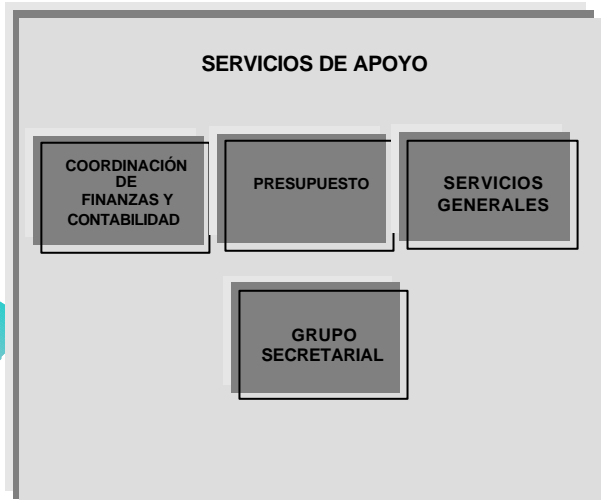 SERVICIOS DE APOYO
COORDINACIÓN
DE
FINANZAS Y
CONTABILIDAD
PRESUPUESTO
SERVICIOS
GENERALES
GRUPO
SECRETARIAL